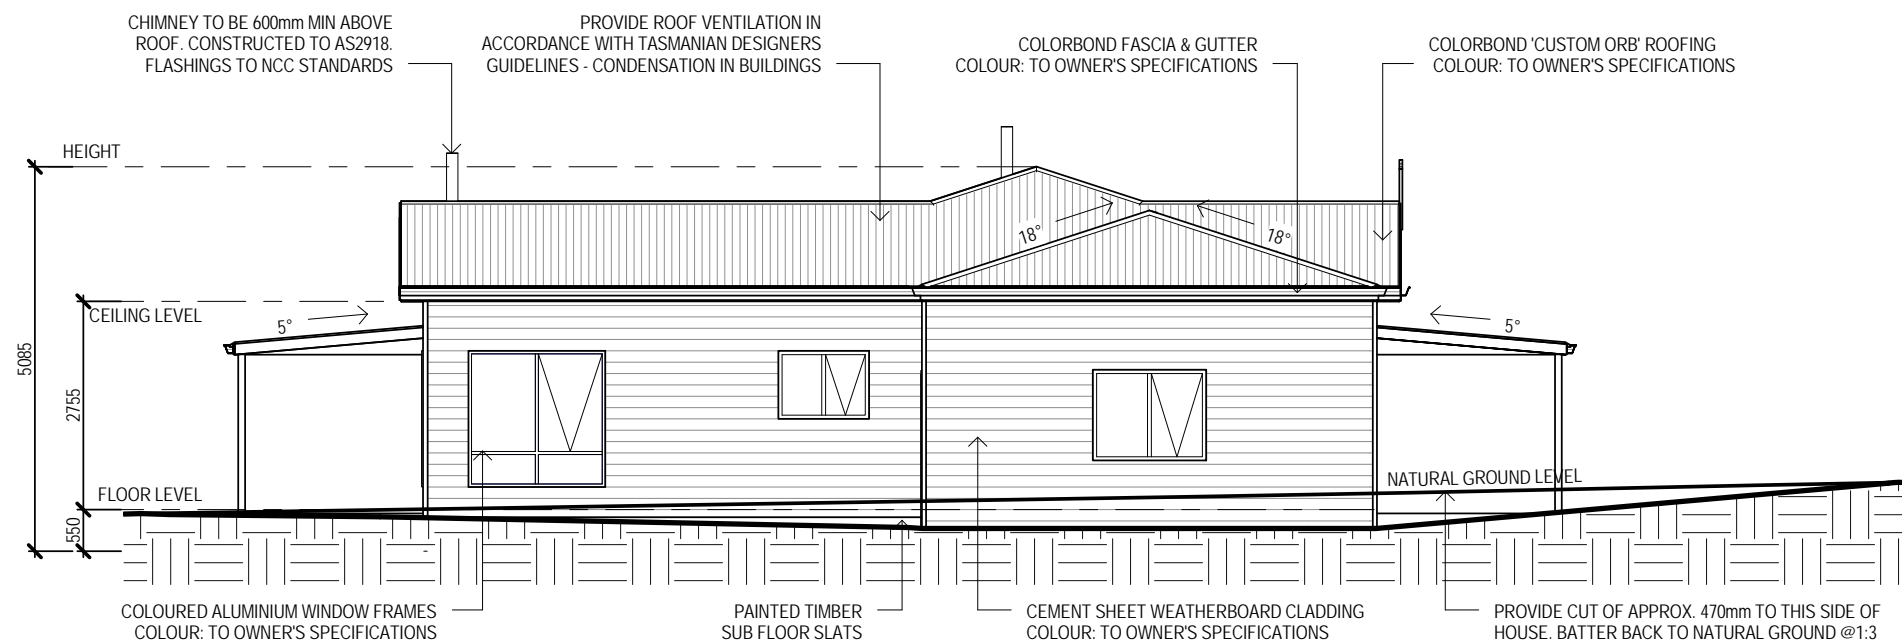 CHIMNEY TO BE 600mm MIN ABOVE
ROOF. CONSTRUCTED TO AS2918.
FLASHINGS TO NCC STANDARDS
PROVIDE ROOF VENTILATION IN
ACCORDANCE WITH TASMANIAN DESIGNERS
GUIDELINES - CONDENSATION IN BUILDINGS
COLORBOND FASCIA & GUTTER
COLOUR: TO OWNER'S SPECIFICATIONS
COLORBOND 'CUSTOM ORB' ROOFING
COLOUR: TO OWNER'S SPECIFICATIONS
HEIGHT
18°
18°
CEILING LEVEL
5°
5°
5085
2755
FLOOR LEVEL
NATURAL GROUND LEVEL
550
COLOURED ALUMINIUM WINDOW FRAMES
COLOUR: TO OWNER'S SPECIFICATIONS
PAINTED TIMBER
SUB FLOOR SLATS
CEMENT SHEET WEATHERBOARD CLADDING
COLOUR: TO OWNER'S SPECIFICATIONS
PROVIDE CUT OF APPROX. 470mm TO THIS SIDE OF
HOUSE. BATTER BACK TO NATURAL GROUND @1:3